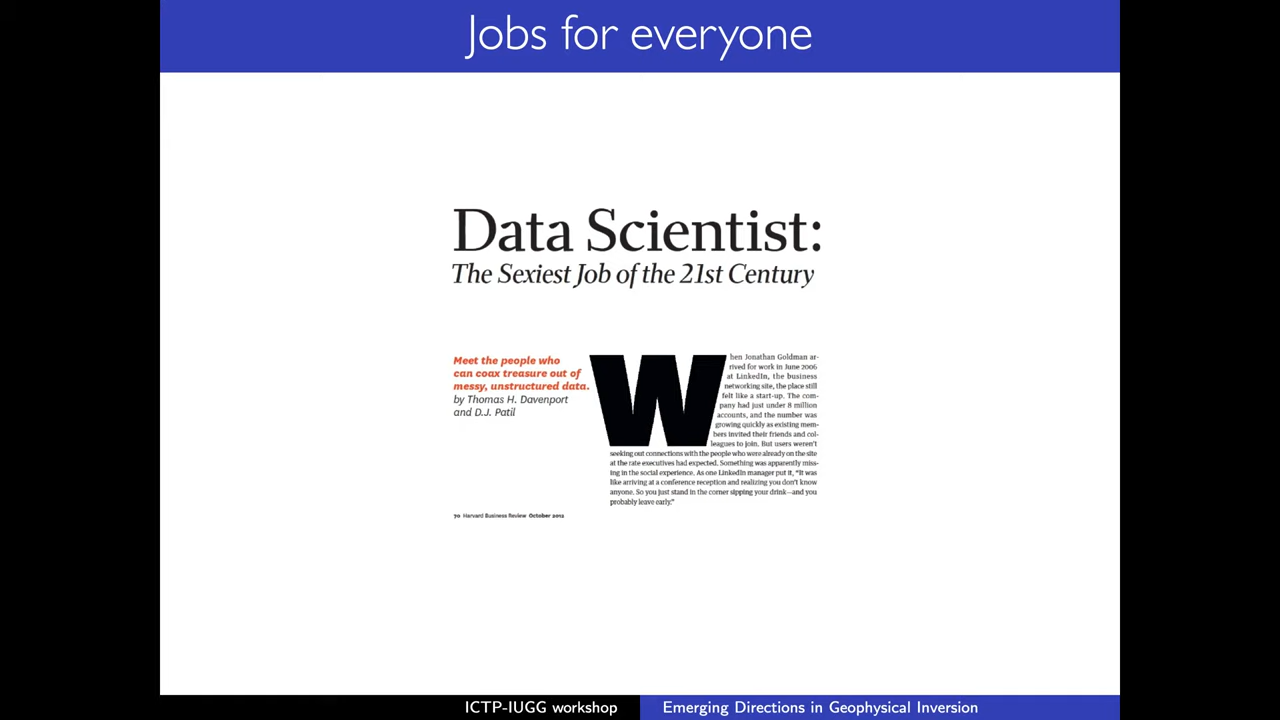 Jobs for everyone
Data Scientist:
The Sexiest Job of the 21st Century
Meet the people who
can coax treasure out of
messy, unstructured data.
by Thomas H. Davenport
and D.J. Patil
When Jonathan Goldman ar-
rived for work in June 2006
at LinkedIn, the business
networking site, the place still
felt like a start-up. The com-
pany had just under 8 million
accounts, and the number was
growing quickly as existing mem-
bers invited their friends and col-
leagues to join. But users weren't
seeking out connections with the people who were already on the site
at the rate executives had expected. Something was apparently miss-
ing in the social experience. As one LinkedIn manager put it, "It was
like arriving at a conference reception and realizing you don't know
anyone. So you just stand in the corner sipping your drink—and you
probably leave early."
70 Harvard Business Review October 2012
ICTP-IUGG workshop
Emerging Directions in Geophysical Inversion